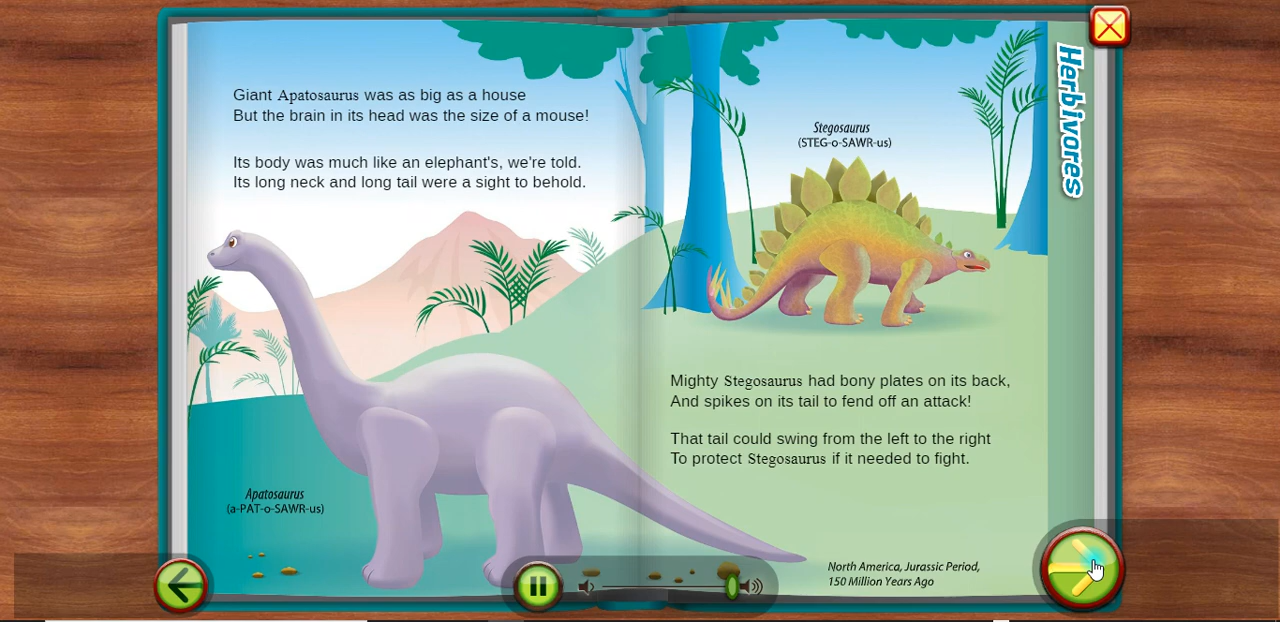 Giant Apatosaurus was as big as a house
But the brain in its head was the size of a mouse!
Its body was much like an elephant's, we're told.
Its long neck and long tail were a sight to behold.
Apatosaurus
(a-PAT-o-SAWR-us)
Herbivores
Stegosaurus
(STEG-o-SAWR-us)
Mighty Stegosaurus had bony plates on its back,
And spikes on its tail to fend off an attack!
That tail could swing from the left to the right
To protect Stegosaurus if it needed to fight.
North America, Jurassic Period,
150 Million Years Ago